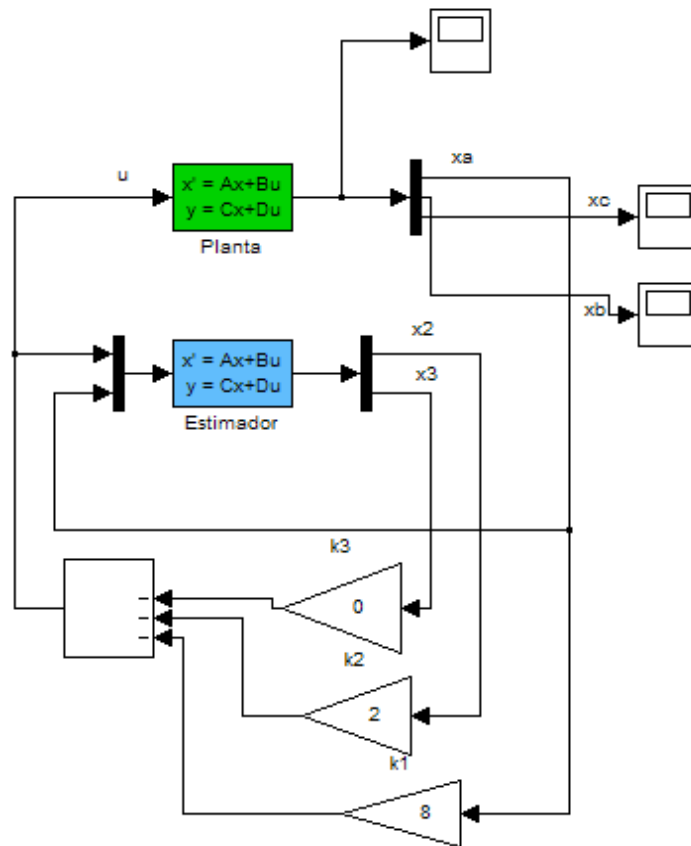 xa
u
x' = Ax+Bu
y = Cx+Du
xc
Planta
xb
x2
x' = Ax+Bu
y = Cx+Du
x3
Estimador
k3
0
k2
2
k1
8